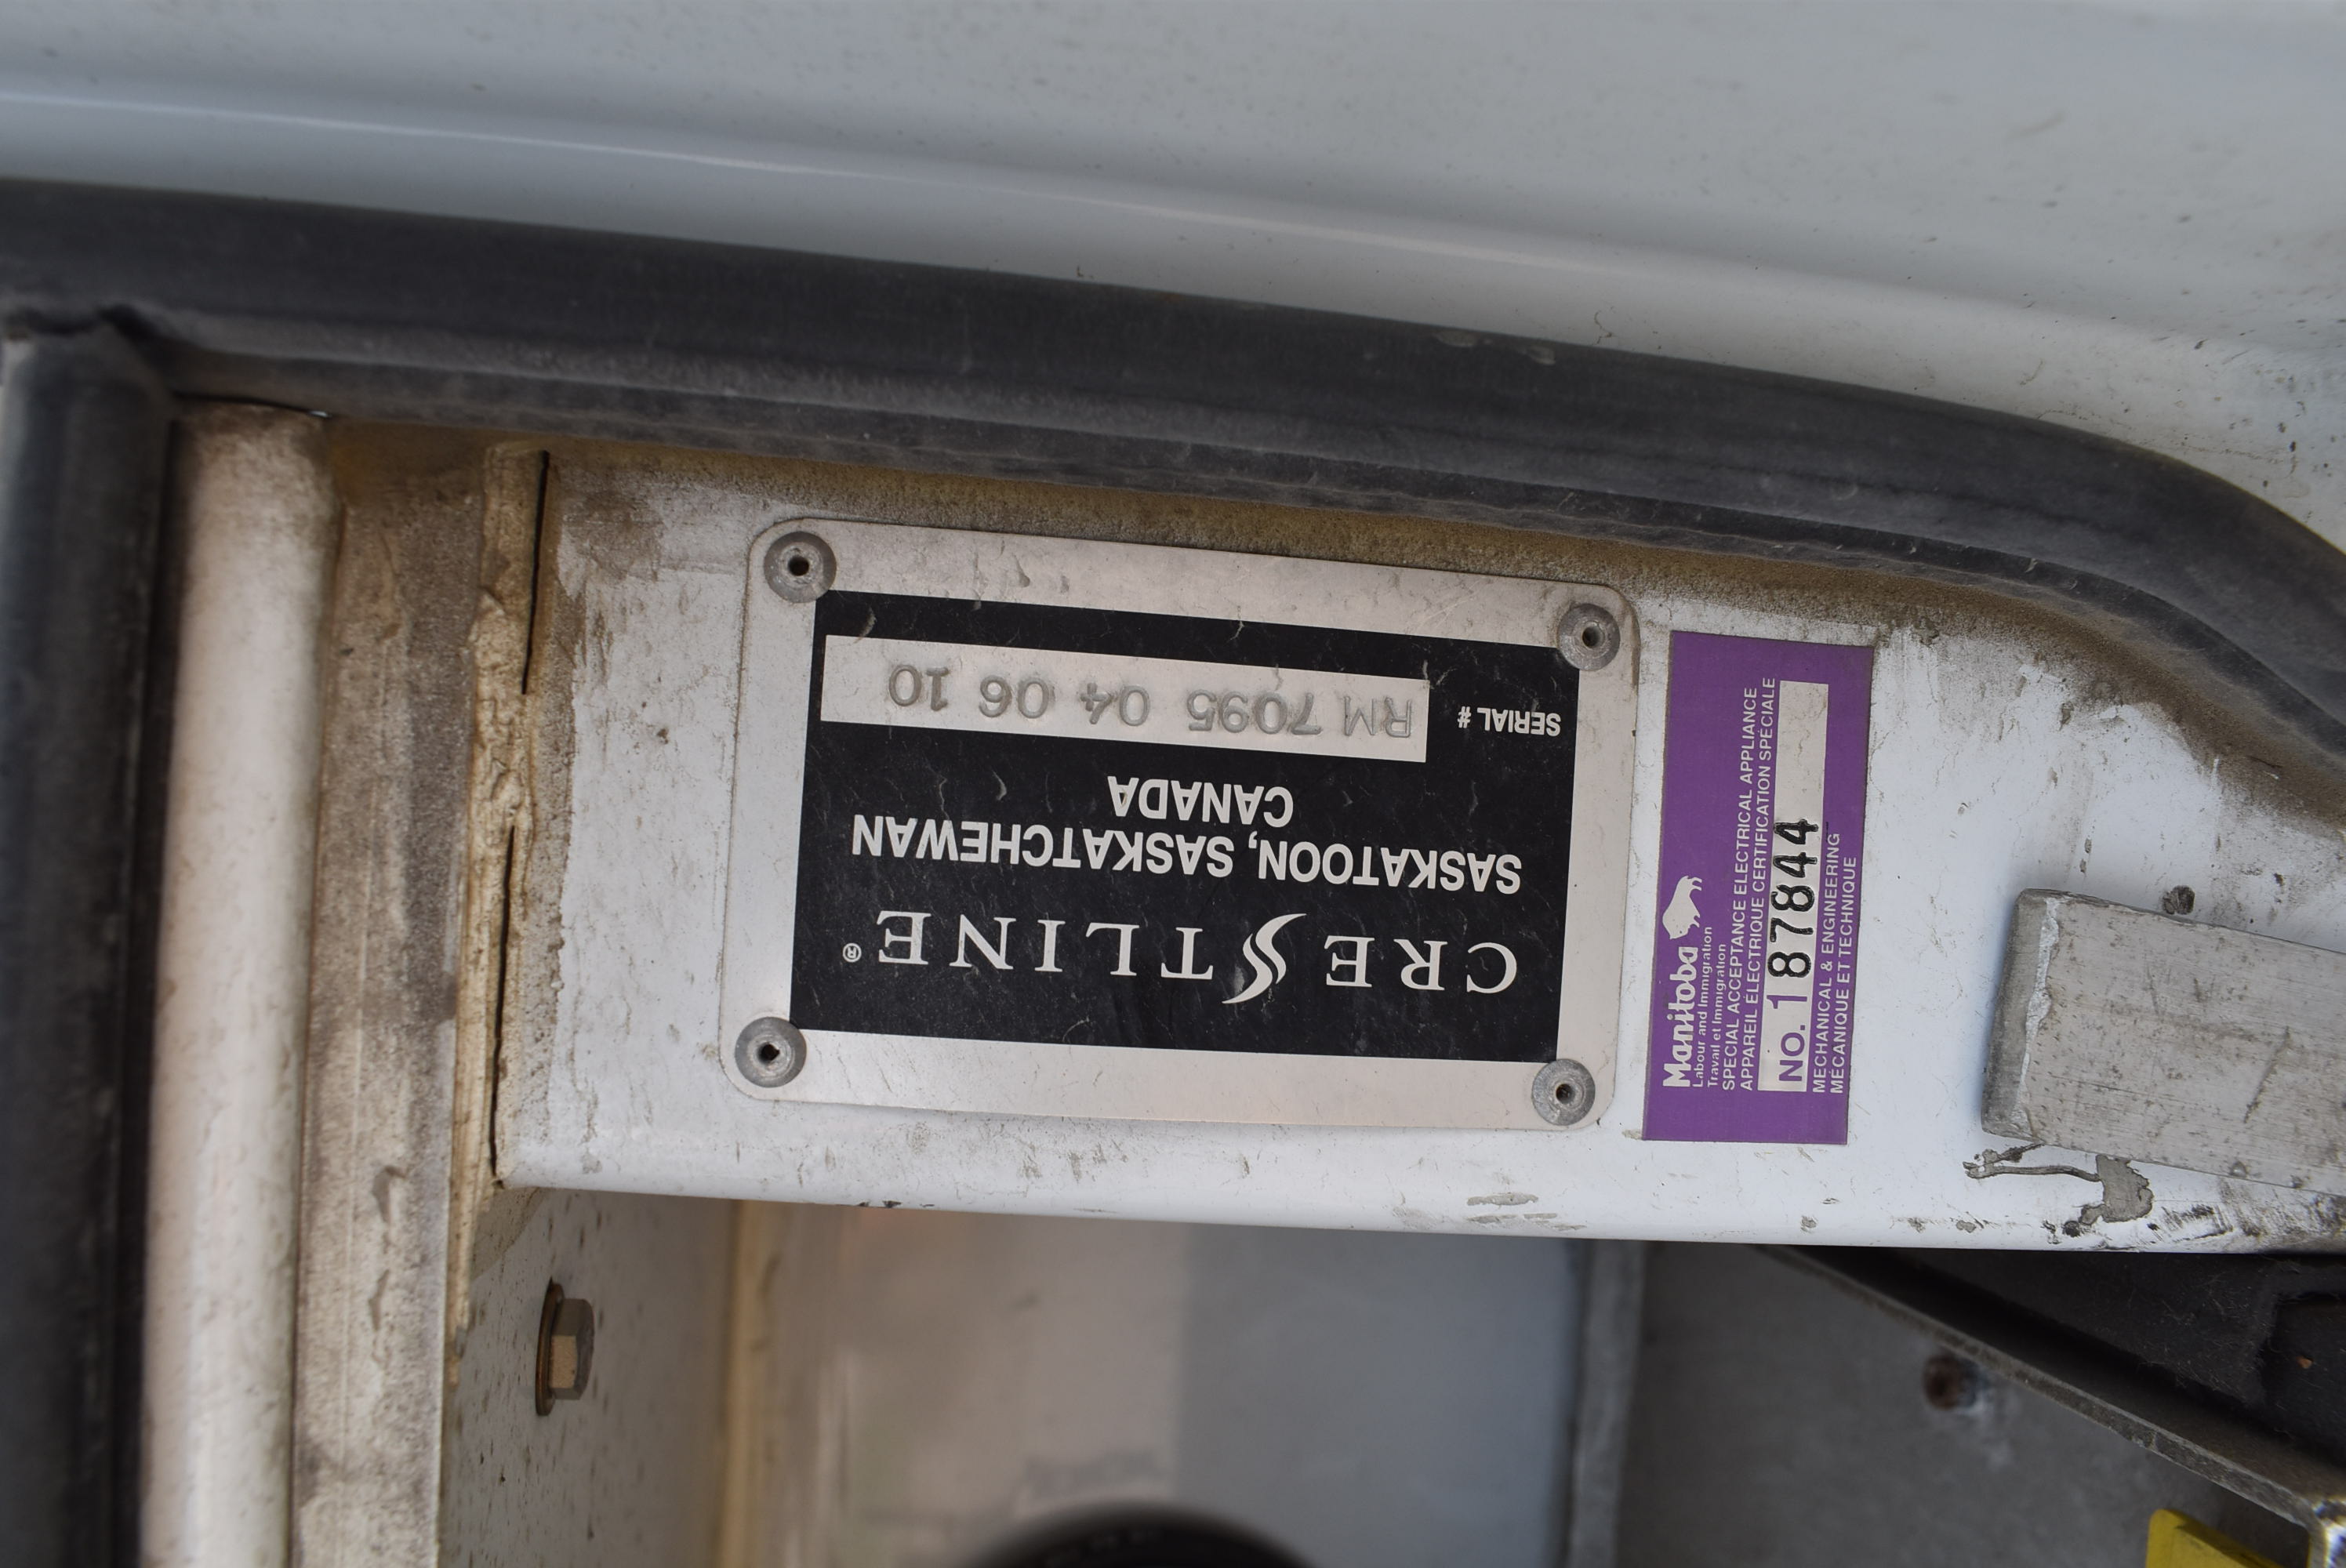 CRESTLINE®
SASKATOON, SASKATCHEWAN
CANADA
SERIAL # RM 7095 04 06 10
Manitoba
Labour and Immigration
Travail et Immigration
SPECIAL ACCEPTANCE ELECTRICAL APPLIANCE
APPAREIL ÉLECTRIQUE CERTIFICATION SPÉCIALE
NO. 187844
MECHANICAL & ENGINEERING
MÉCANIQUE ET TECHNIQUE